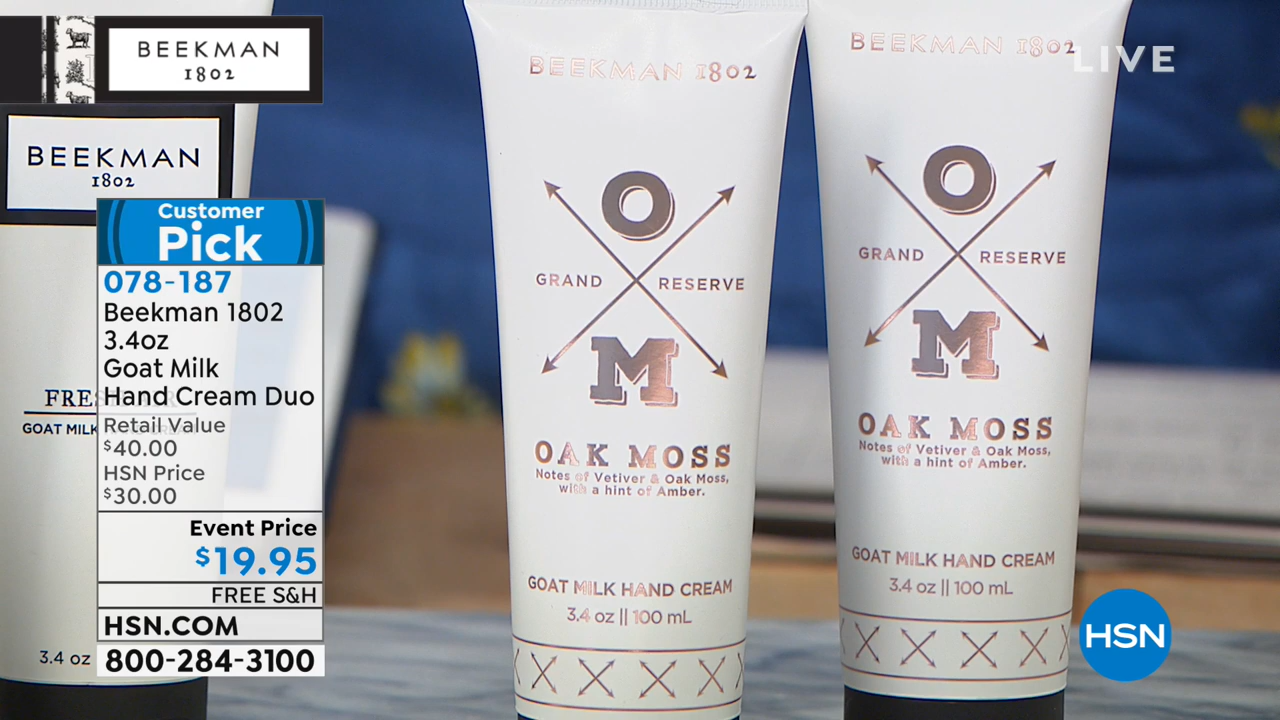 BEEKMAN
1802
BEEKMAN
1802
Customer
Pick
078-187
Beekman 1802
3.4oz
Goat Milk
Hand Cream Duo
Retail Value
$40.00
HSN Price
$30.00
Event Price
$19.95
FREE S&H
HSN.COM
800-284-3100
GOAT MILK
3.4 oz
BEEKMAN 1802
O
GRAND RESERVE
M
OAK MOSS
Notes of Vetiver & Oak Moss,
with a hint of Amber.
GOAT MILK HAND CREAM
3.4 oz || 100 mL
BEEKMAN 1802
O
GRAND RESERVE
M
OAK MOSS
Notes of Vetiver & Oak Moss,
with a hint of Amber.
GOAT MILK HAND CREAM
3.4 oz || 100 mL
LIVE
HSN